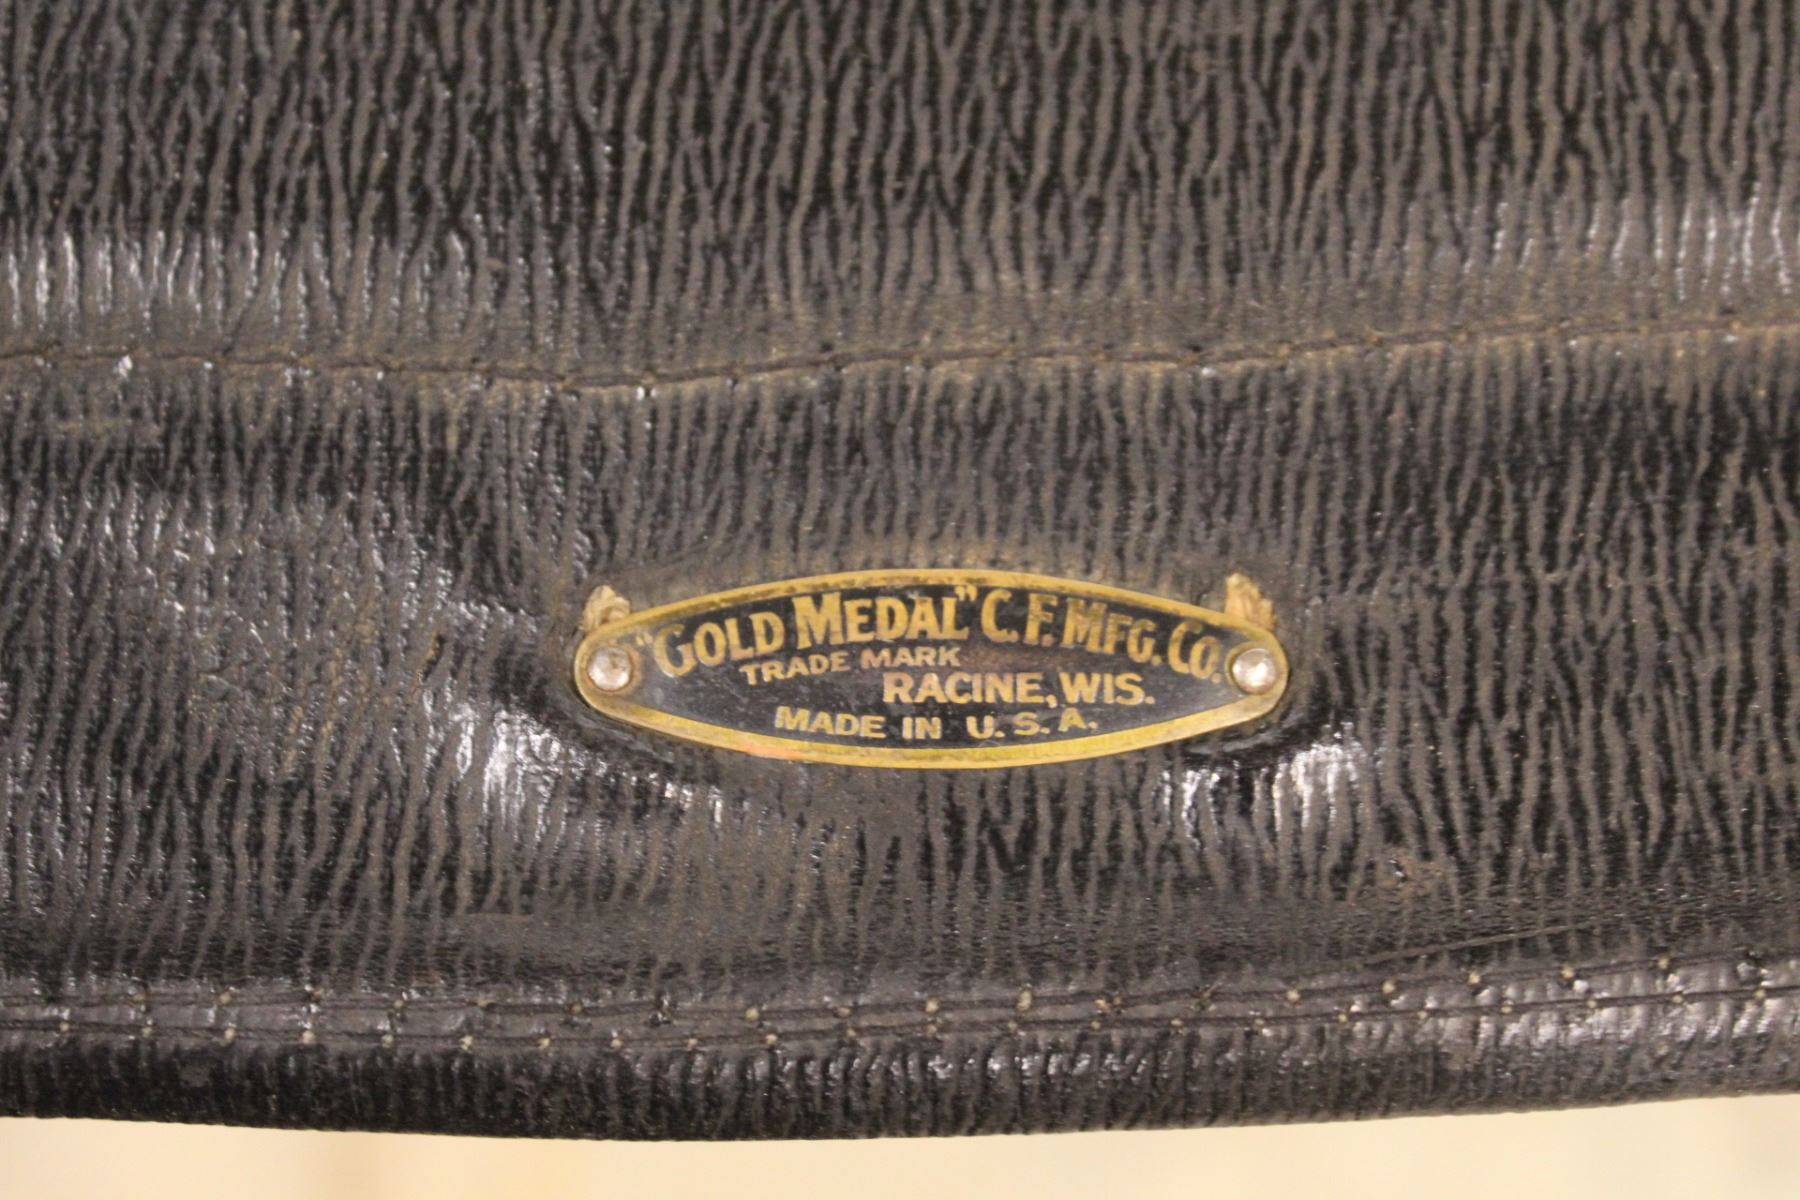 "GOLD MEDAL" C.F. MFG. CO.
TRADE MARK
RACINE, WIS.
MADE IN U.S.A.